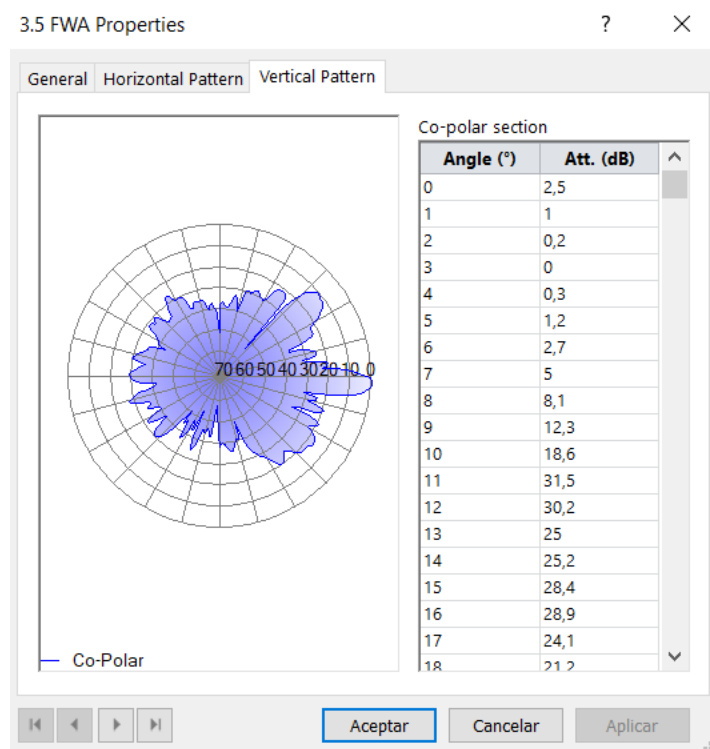 3.5 FWA Properties ? ×
General Horizontal Pattern Vertical Pattern
Co-polar section
Angle (°) Att. (dB)
0 2,5
1 1
2 0,2
3 0
4 0,3
5 1,2
6 2,7
7 5
8 8,1
9 12,3
10 18,6
11 31,5
12 30,2
13 25
14 25,2
15 28,4
16 28,9
17 24,1
18 21,2
70 60 50 40 30 20 10 0
Co-Polar
Aceptar Cancelar Aplicar